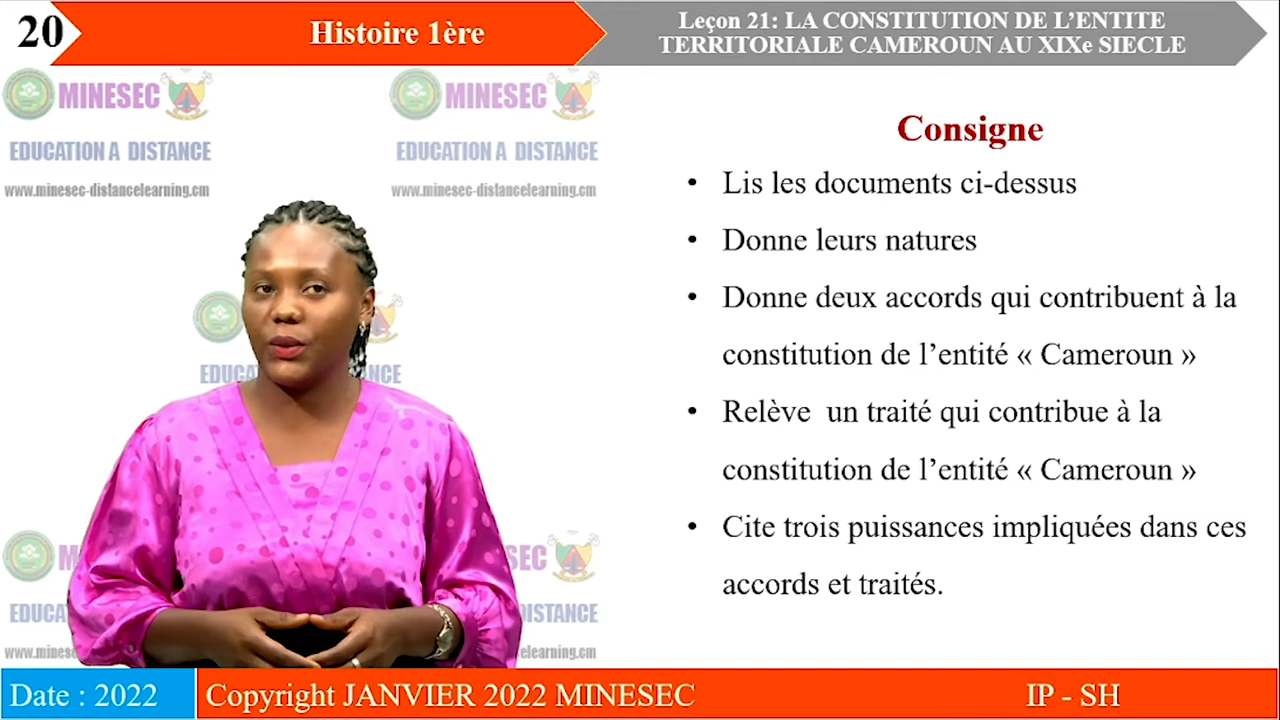 20
Histoire 1ère
Leçon 21: LA CONSTITUTION DE L’ENTITE
TERRITORIALE CAMEROUN AU XIXe SIECLE
MINESEC
EDUCATION A DISTANCE
www.minesec-distancelearning.cm
MINESEC
EDUCATION A DISTANCE
www.minesec-distancelearning.cm
Consigne
• Lis les documents ci-dessus
• Donne leurs natures
• Donne deux accords qui contribuent à la
constitution de l’entité « Cameroun »
• Relève un traité qui contribue à la
constitution de l’entité « Cameroun »
• Cite trois puissances impliquées dans ces
accords et traités.
Date : 2022
Copyright JANVIER 2022 MINESEC
IP - SH